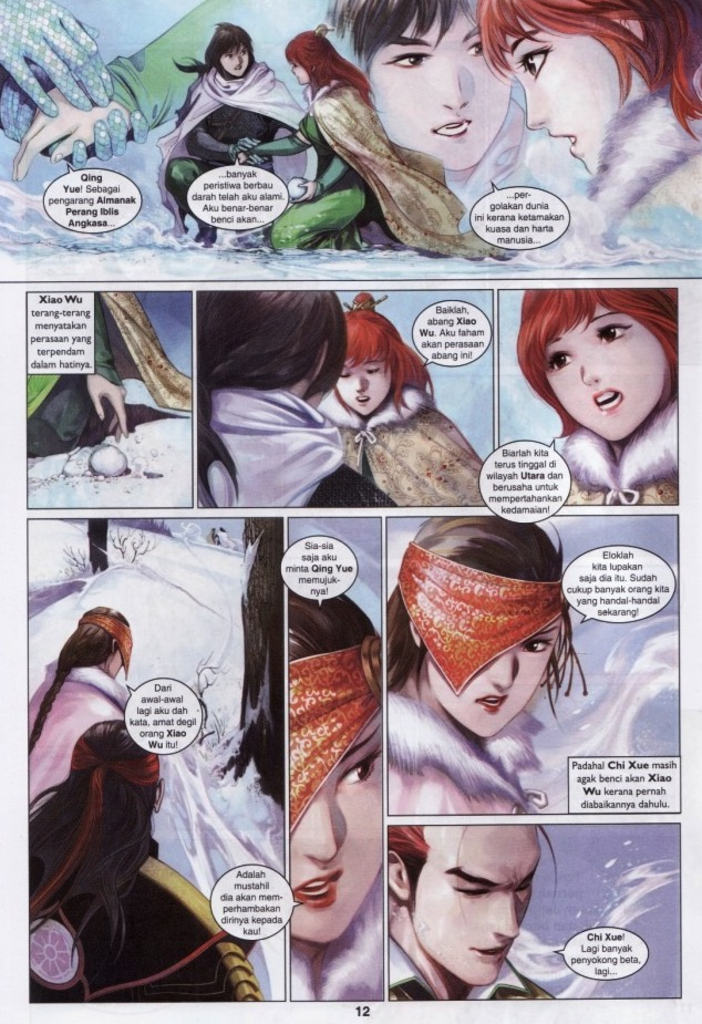 Qing
Yue! Sebagai
pengarang Almanak
Perang Iblis
Angkasa...
...banyak
peristiwa berbau
darah telah aku alami.
Aku benar-benar
benci akan...
...per-
golakan dunia
ini kerana ketamakan
kuasa dan harta
manusia...
Xiao Wu
terang-terang
menyatakan
perasaan yang
terpendam
dalam hatinya.
Baiklah,
abang Xiao
Wu. Aku faham
akan perasaan
abang ini!
Biarlah kita
terus tinggal di
wilayah Utara dan
berusaha untuk
mempertahankan
kedamaian!
Dari
awal-awal
lagi aku dah
kata, amat degil
orang Xiao
Wu itu!
Sia-sia
saja aku
minta Qing Yue
memujuk-
nya!
Adalah
mustahil
dia akan mem-
perhambakan
dirinya kepada
kau!
Eloklah
kita lupakan
saja dia itu. Sudah
cukup banyak orang kita
yang handal-handal
sekarang!
Padahal Chi Xue masih
agak benci akan Xiao
Wu kerana pernah
diabaikannya dahulu.
Chi Xue!
Lagi banyak
penyokong beta,
lagi...
12